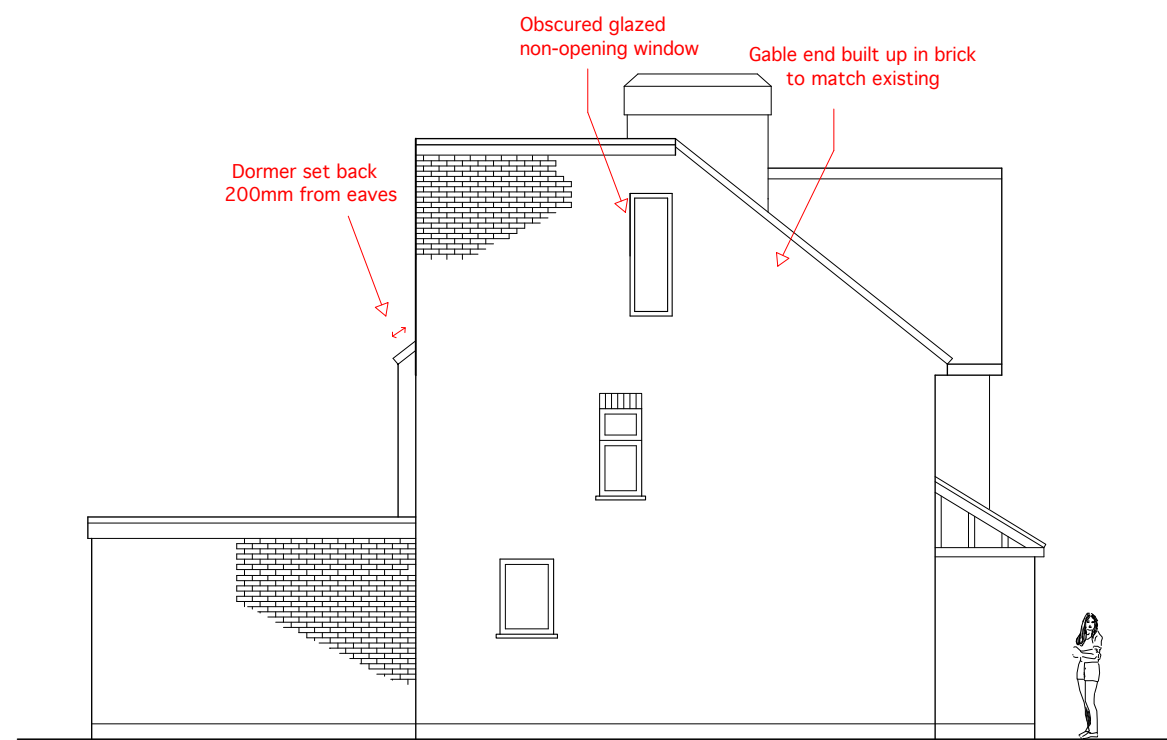 Obscured glazed
non-opening window
Gable end built up in brick
to match existing
Dormer set back
200mm from eaves